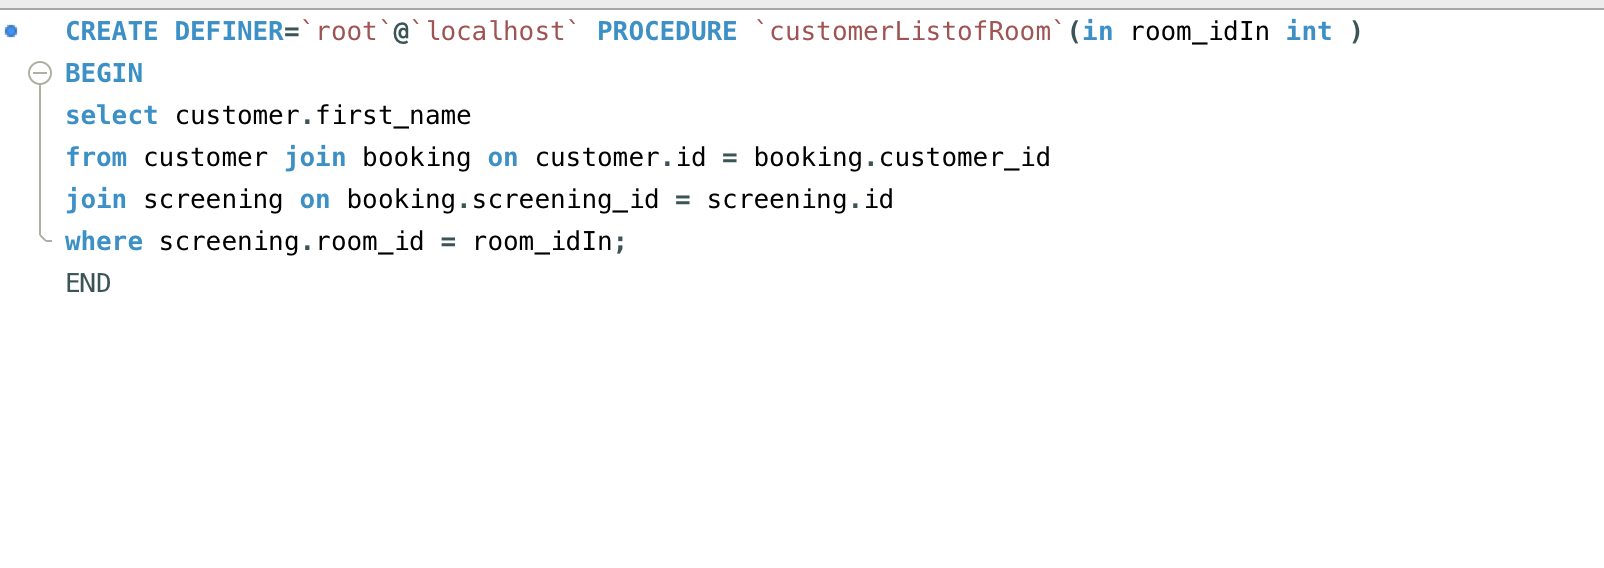 CREATE DEFINER=`root`@`localhost` PROCEDURE `customerListofRoom`(in room_idIn int )
BEGIN
select customer.first_name
from customer join booking on customer.id = booking.customer_id
join screening on booking.screening_id = screening.id
where screening.room_id = room_idIn;
END